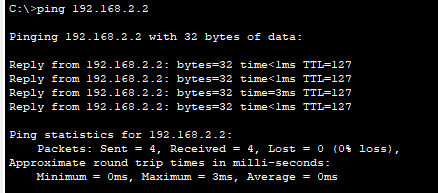 C:\>ping 192.168.2.2
Pinging 192.168.2.2 with 32 bytes of data:
Reply from 192.168.2.2: bytes=32 time<1ms TTL=127
Reply from 192.168.2.2: bytes=32 time<1ms TTL=127
Reply from 192.168.2.2: bytes=32 time=3ms TTL=127
Reply from 192.168.2.2: bytes=32 time<1ms TTL=127
Ping statistics for 192.168.2.2:
    Packets: Sent = 4, Received = 4, Lost = 0 (0% loss),
Approximate round trip times in milli-seconds:
    Minimum = 0ms, Maximum = 3ms, Average = 0ms